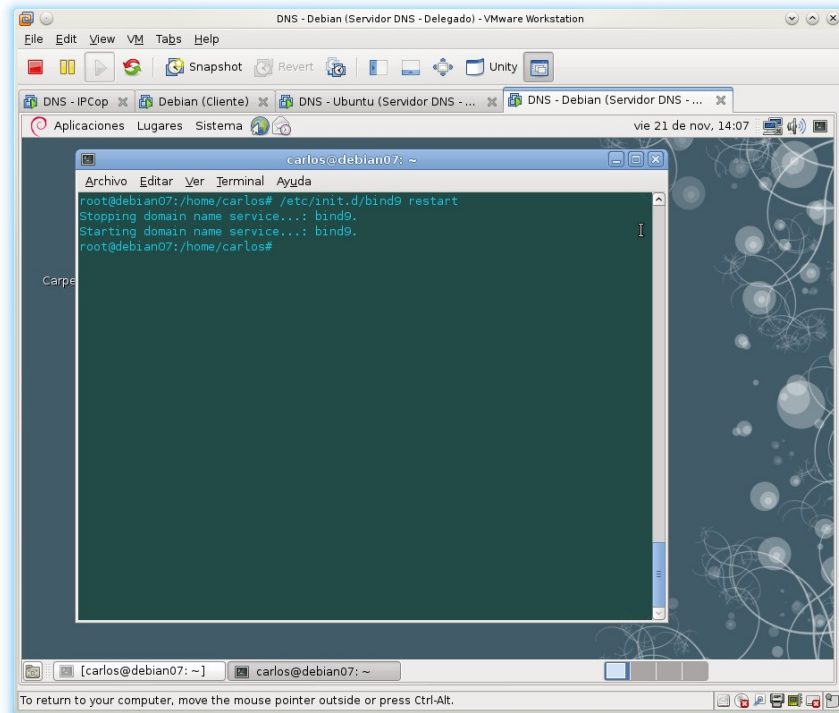 DNS - Debian (Servidor DNS - Delegado) - VMware Workstation
File Edit View VM Tabs Help
Snapshot Revert Unity
DNS - IPCop Debian (Cliente) DNS - Ubuntu (Servidor DNS - ... DNS - Debian (Servidor DNS - ...
Aplicaciones Lugares Sistema vie 21 de nov, 14:07
carlos@debian07: ~
Archivo Editar Ver Terminal Ayuda
root@debian07:/home/carlos# /etc/init.d/bind9 restart
Stopping domain name service...: bind9.
Starting domain name service...: bind9.
root@debian07:/home/carlos#
Carpe
[carlos@debian07: ~] carlos@debian07: ~
To return to your computer, move the mouse pointer outside or press Ctrl-Alt.